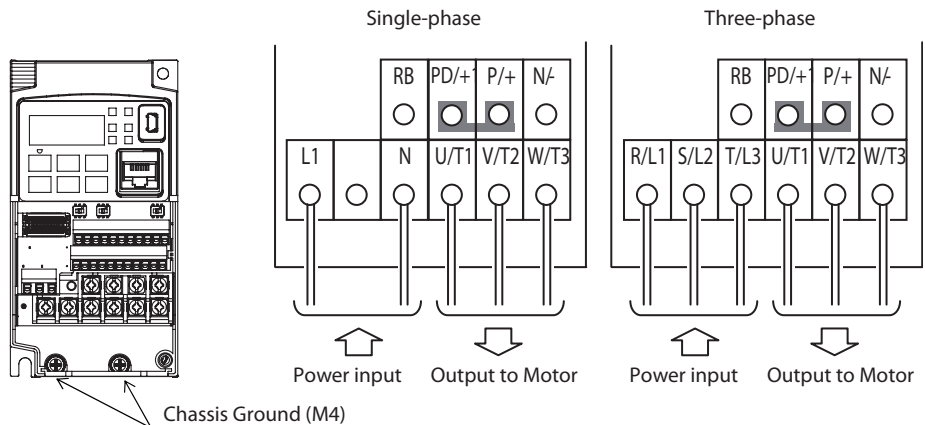 Single-phase
RB PD/+1 P/+ N/-
L1 N U/T1 V/T2 W/T3
Power input Output to Motor
Three-phase
RB PD/+1 P/+ N/-
R/L1 S/L2 T/L3 U/T1 V/T2 W/T3
Power input Output to Motor
Chassis Ground (M4)